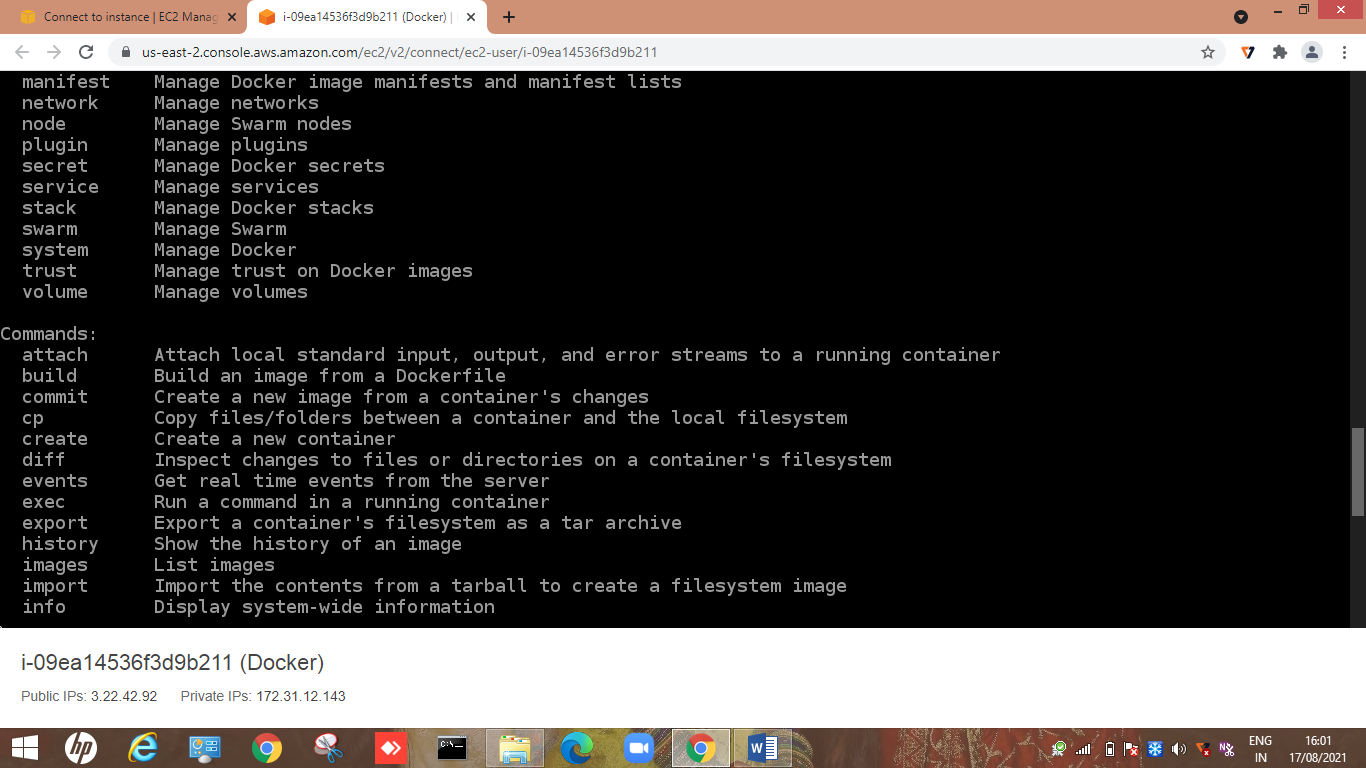 Connect to instance | EC2 Manag
i-09ea14536f3d9b211 (Docker) |
us-east-2.console.aws.amazon.com/ec2/v2/connect/ec2-user/i-09ea14536f3d9b211
manifest Manage Docker image manifests and manifest lists
network Manage networks
node Manage Swarm nodes
plugin Manage plugins
secret Manage Docker secrets
service Manage services
stack Manage Docker stacks
swarm Manage Swarm
system Manage Docker
trust Manage trust on Docker images
volume Manage volumes
Commands:
attach Attach local standard input, output, and error streams to a running container
build Build an image from a Dockerfile
commit Create a new image from a container's changes
cp Copy files/folders between a container and the local filesystem
create Create a new container
diff Inspect changes to files or directories on a container's filesystem
events Get real time events from the server
exec Run a command in a running container
export Export a container's filesystem as a tar archive
history Show the history of an image
images List images
import Import the contents from a tarball to create a filesystem image
info Display system-wide information
i-09ea14536f3d9b211 (Docker)
Public IPs: 3.22.42.92 Private IPs: 172.31.12.143
hp
C:\
W
ENG 16:01
IN 17/08/2021